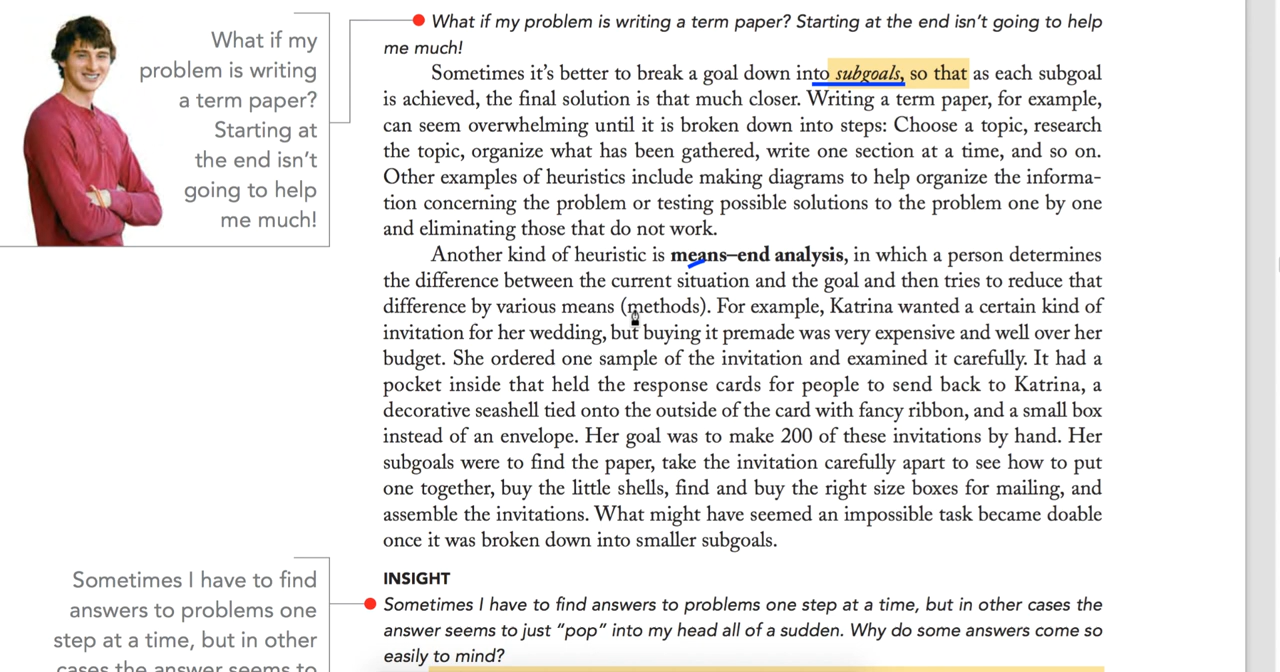 What if my
problem is writing
a term paper?
Starting at
the end isn't
going to help
me much!
What if my problem is writing a term paper? Starting at the end isn't going to help
me much!
Sometimes it's better to break a goal down into subgoals, so that as each subgoal
is achieved, the final solution is that much closer. Writing a term paper, for example,
can seem overwhelming until it is broken down into steps: Choose a topic, research
the topic, organize what has been gathered, write one section at a time, and so on.
Other examples of heuristics include making diagrams to help organize the informa-
tion concerning the problem or testing possible solutions to the problem one by one
and eliminating those that do not work.
Another kind of heuristic is means–end analysis, in which a person determines
the difference between the current situation and the goal and then tries to reduce that
difference by various means (methods). For example, Katrina wanted a certain kind of
invitation for her wedding, but buying it premade was very expensive and well over her
budget. She ordered one sample of the invitation and examined it carefully. It had a
pocket inside that held the response cards for people to send back to Katrina, a
decorative seashell tied onto the outside of the card with fancy ribbon, and a small box
instead of an envelope. Her goal was to make 200 of these invitations by hand. Her
subgoals were to find the paper, take the invitation carefully apart to see how to put
one together, buy the little shells, find and buy the right size boxes for mailing, and
assemble the invitations. What might have seemed an impossible task became doable
once it was broken down into smaller subgoals.
INSIGHT
Sometimes I have to find answers to problems one step at a time, but in other cases the
answer seems to just "pop" into my head all of a sudden. Why do some answers come so
easily to mind?
Sometimes I have to find
answers to problems one
step at a time, but in other
cases the answer seems to